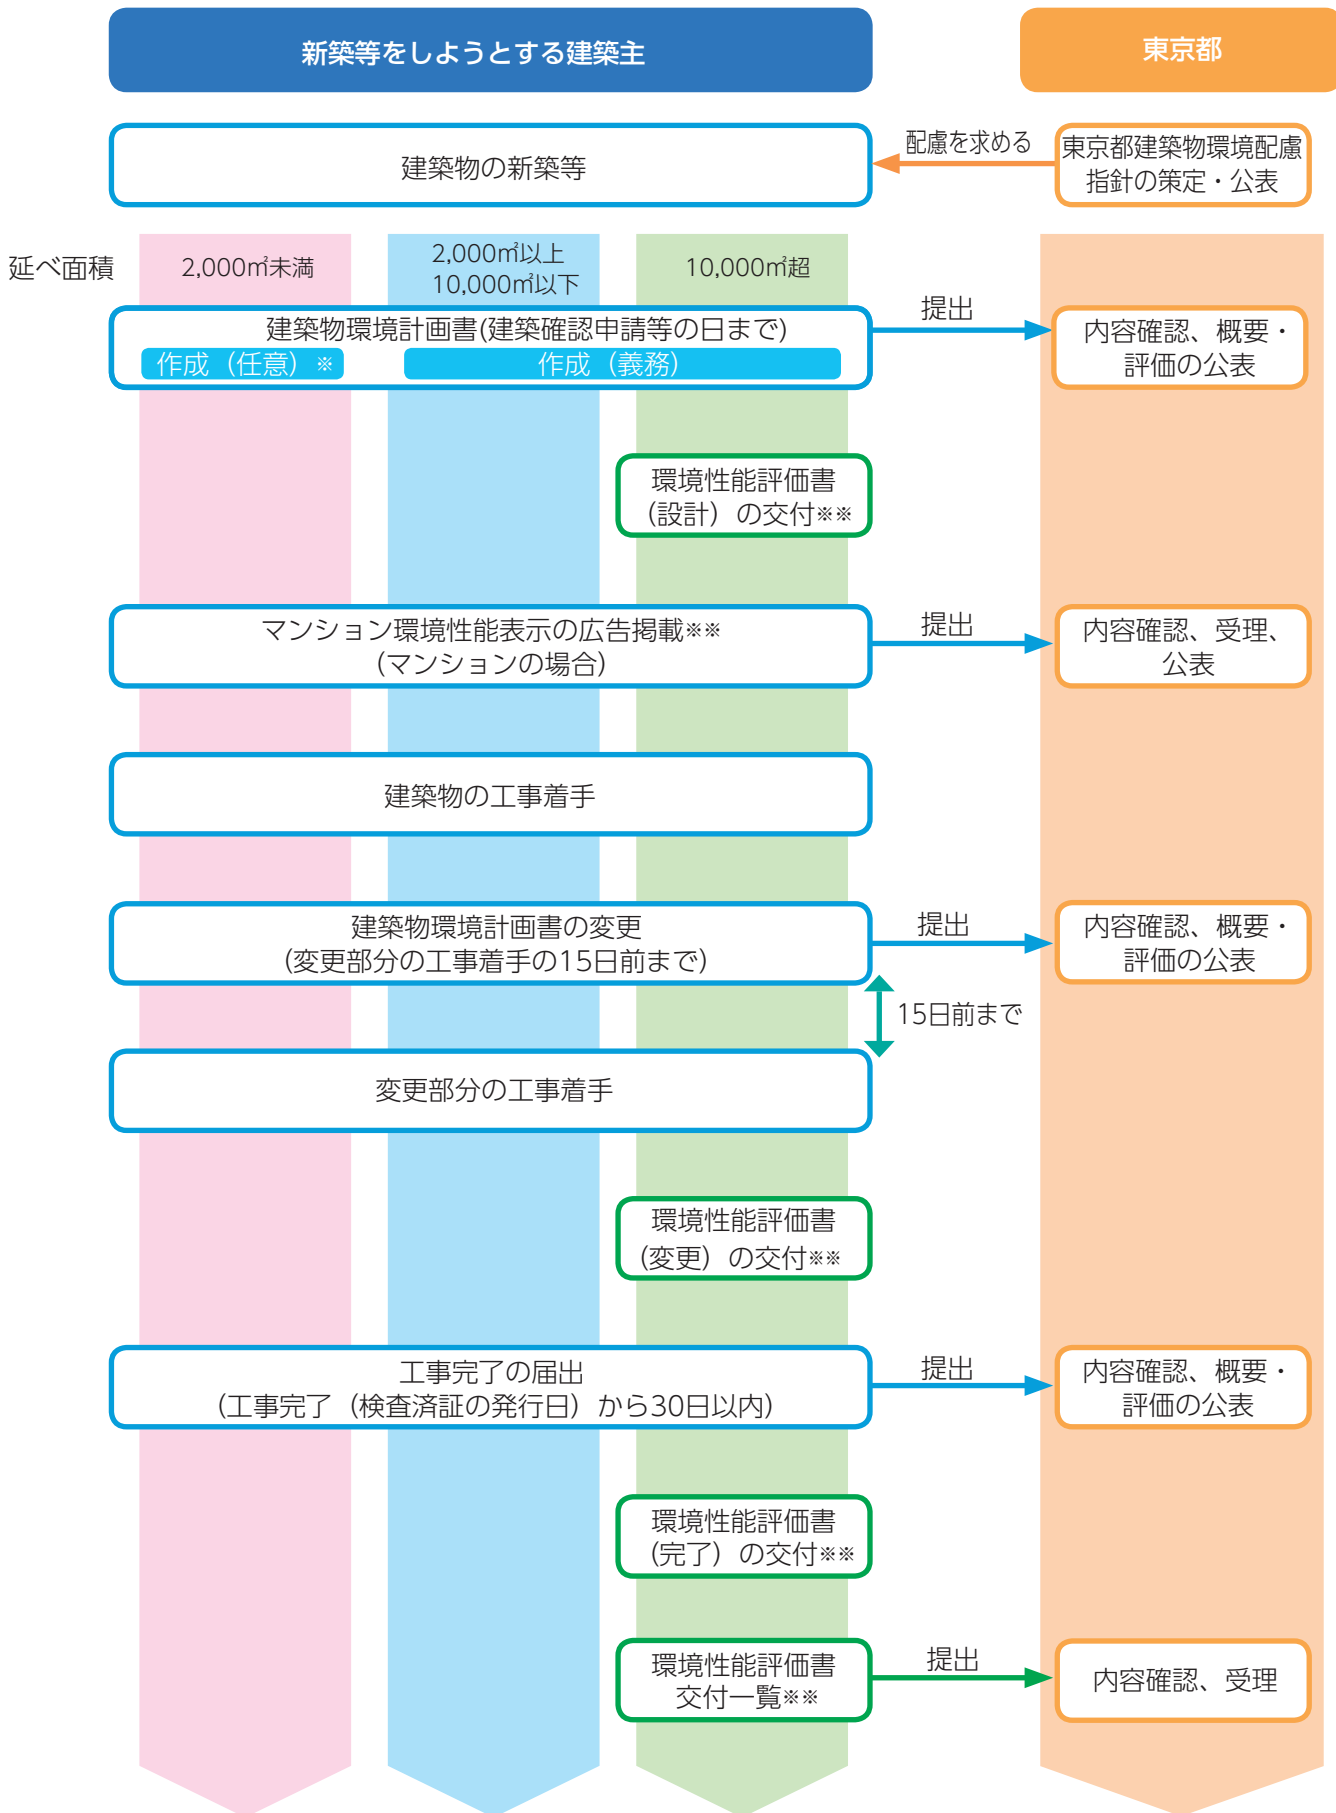 新築等をしようとする建築主
東京都
建築物の新築等
配慮を求める
東京都建築物環境配慮
指針の策定・公表
延べ面積
2,000㎡未満
2,000㎡以上
10,000㎡以下
10,000㎡超
建築物環境計画書(建築確認申請等の日まで)
作成（任意）※
作成（義務）
提出
内容確認、概要・
評価の公表
環境性能評価書
（設計）の交付※※
マンション環境性能表示の広告掲載※※
（マンションの場合）
提出
内容確認、受理、
公表
建築物の工事着手
建築物環境計画書の変更
（変更部分の工事着手の15日前まで）
提出
内容確認、概要・
評価の公表
15日前まで
変更部分の工事着手
環境性能評価書
（変更）の交付※※
工事完了の届出
（工事完了（検査済証の発行日）から30日以内）
提出
内容確認、概要・
評価の公表
環境性能評価書
（完了）の交付※※
環境性能評価書
交付一覧※※
提出
内容確認、受理